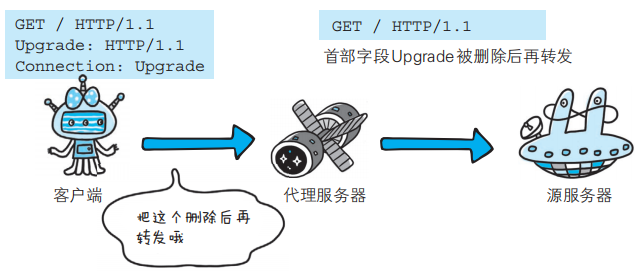 GET / HTTP/1.1
Upgrade: HTTP/1.1
Connection: Upgrade
GET / HTTP/1.1
首部字段Upgrade被删除后再转发
客户端
代理服务器
源服务器
把这个删除后再
转发哦